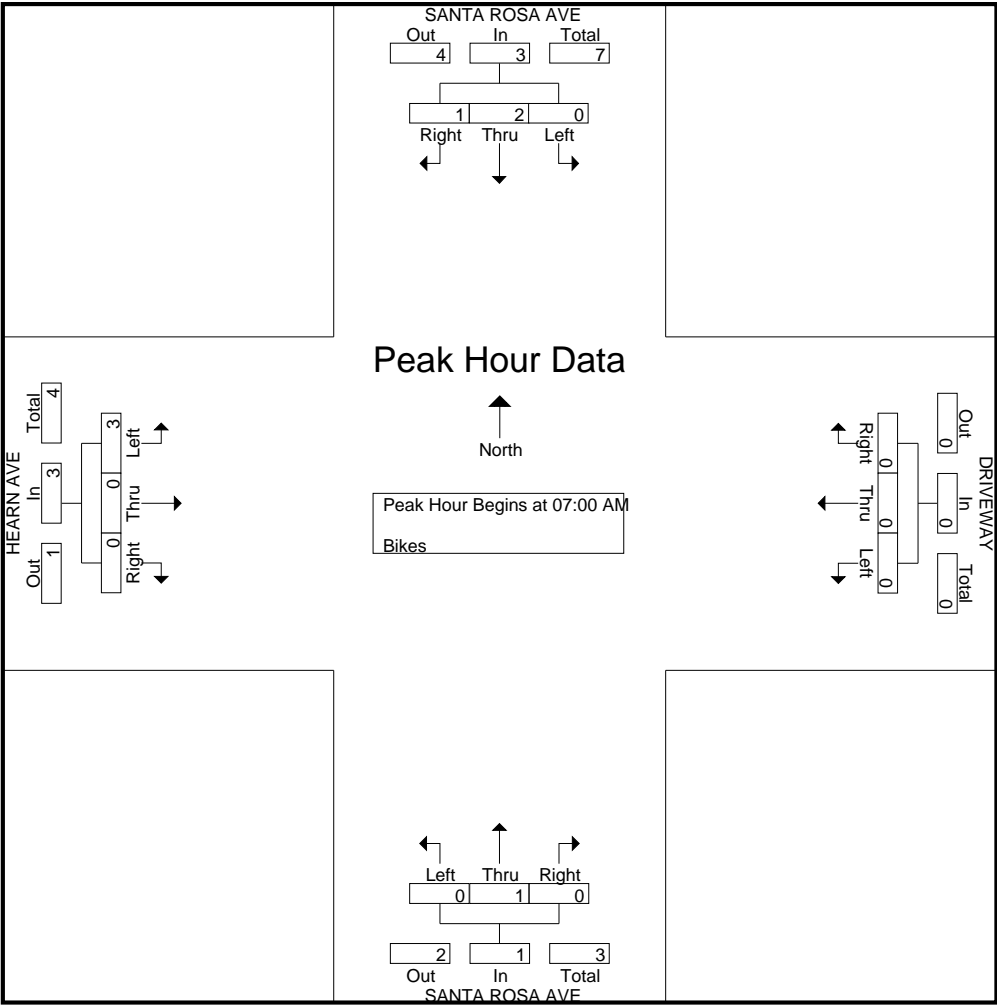 SANTA ROSA AVE
Out In Total
4 3 7
1 2 0
Right Thru Left
Peak Hour Data
North
Peak Hour Begins at 07:00 AM
Bikes
HEARN AVE
Total In Out
4 3 1
3 0 0
Left Thru Right
DRIVEWAY
Out In Total
0 0 0
Right Thru Left
0 0 0
Left Thru Right
0 1 0
2 1 3
Out In Total
SANTA ROSA AVE